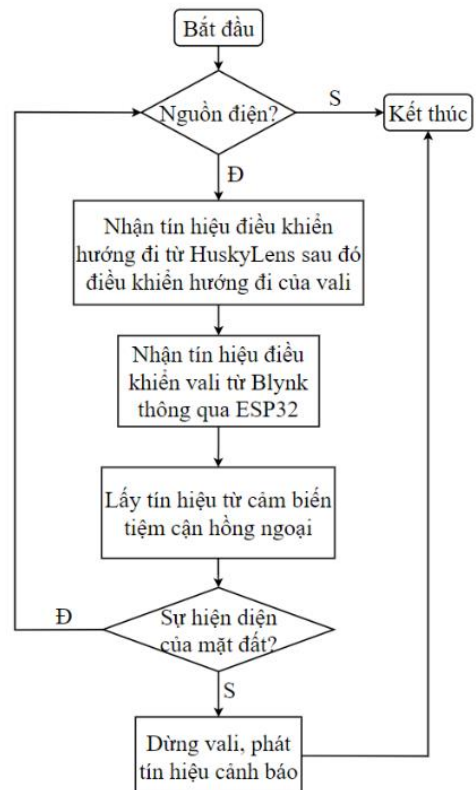 Bắt đầu
Nguồn điện?
S
Kết thúc
Đ
Nhận tín hiệu điều khiển
hướng đi từ HuskyLens sau đó
điều khiển hướng đi của vali
Nhận tín hiệu điều
khiển vali từ Blynk
thông qua ESP32
Lấy tín hiệu từ cảm biến
tiệm cận hồng ngoại
Đ
Sự hiện diện
của mặt đất?
S
Dừng vali, phát
tín hiệu cảnh báo